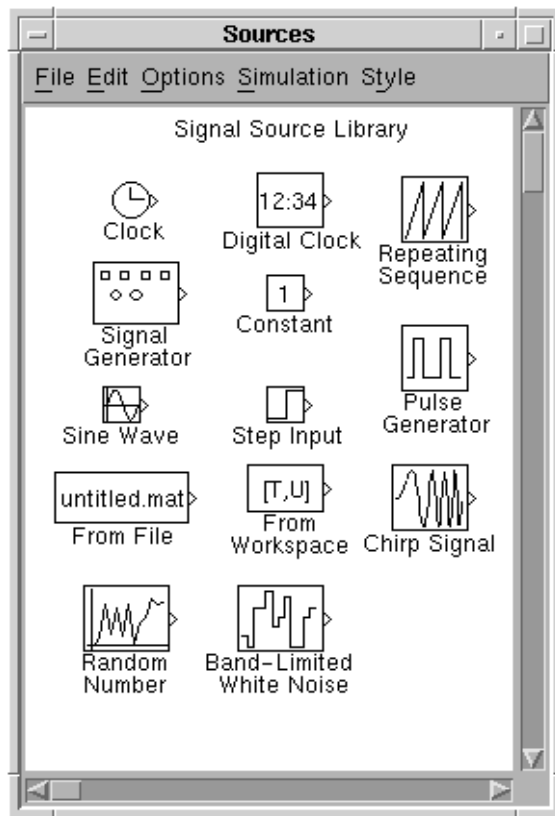 Sources
File Edit Options Simulation Style
Signal Source Library
Clock
12:34
Digital Clock
Repeating
Sequence
Signal
Generator
1
Constant
Pulse
Generator
Sine Wave
Step Input
untitled.mat
From File
[T,U]
From
Workspace
Chirp Signal
Random
Number
Band-Limited
White Noise